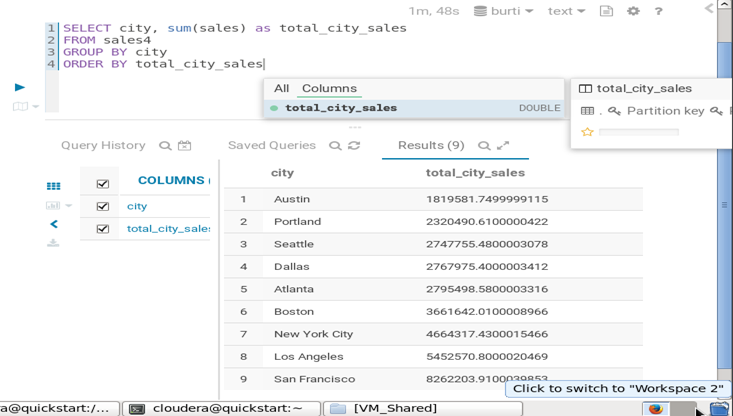 1m, 48s burti text ?
1 SELECT city, sum(sales) as total_city_sales
2 FROM sales4
3 GROUP BY city
4 ORDER BY total_city_sales
All Columns
total_city_sales DOUBLE
total_city_sales
. Partition key
Query History Saved Queries Results (9)
COLUMNS
city
total_city_sales
city total_city_sales
1 Austin 1819581.7499999115
2 Portland 2320490.6100000422
3 Seattle 2747755.4800003078
4 Dallas 2767975.4000003412
5 Atlanta 2795498.5800003316
6 Boston 3661642.0100008966
7 New York City 4664317.4300015466
8 Los Angeles 5452570.8000020469
9 San Francisco 8262203.9100039853
Click to switch to "Workspace 2"
a@quickstart:/... cloudera@quickstart:~ [VM_Shared]